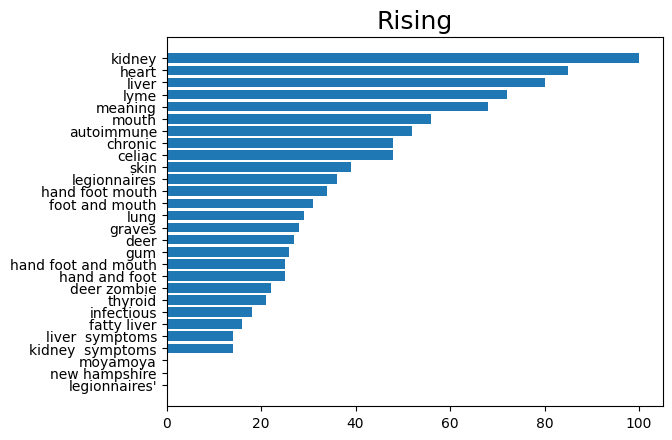 Rising
kidney
heart
liver
lyme
meaning
mouth
autoimmune
chronic
celiac
skin
legionnaires
hand foot mouth
foot and mouth
lung
graves
deer
gum
hand foot and mouth
hand and foot
deer zombie
thyroid
infectious
fatty liver
liver  symptoms
kidney  symptoms
moyamoya
new hampshire
legionnaires'
0 20 40 60 80 100